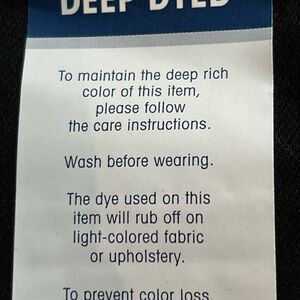 DEEP DYED
To maintain the deep rich
color of this item,
please follow
the care instructions.
Wash before wearing.
The dye used on this
item will rub off on
light-colored fabric
or upholstery.
To prevent color loss